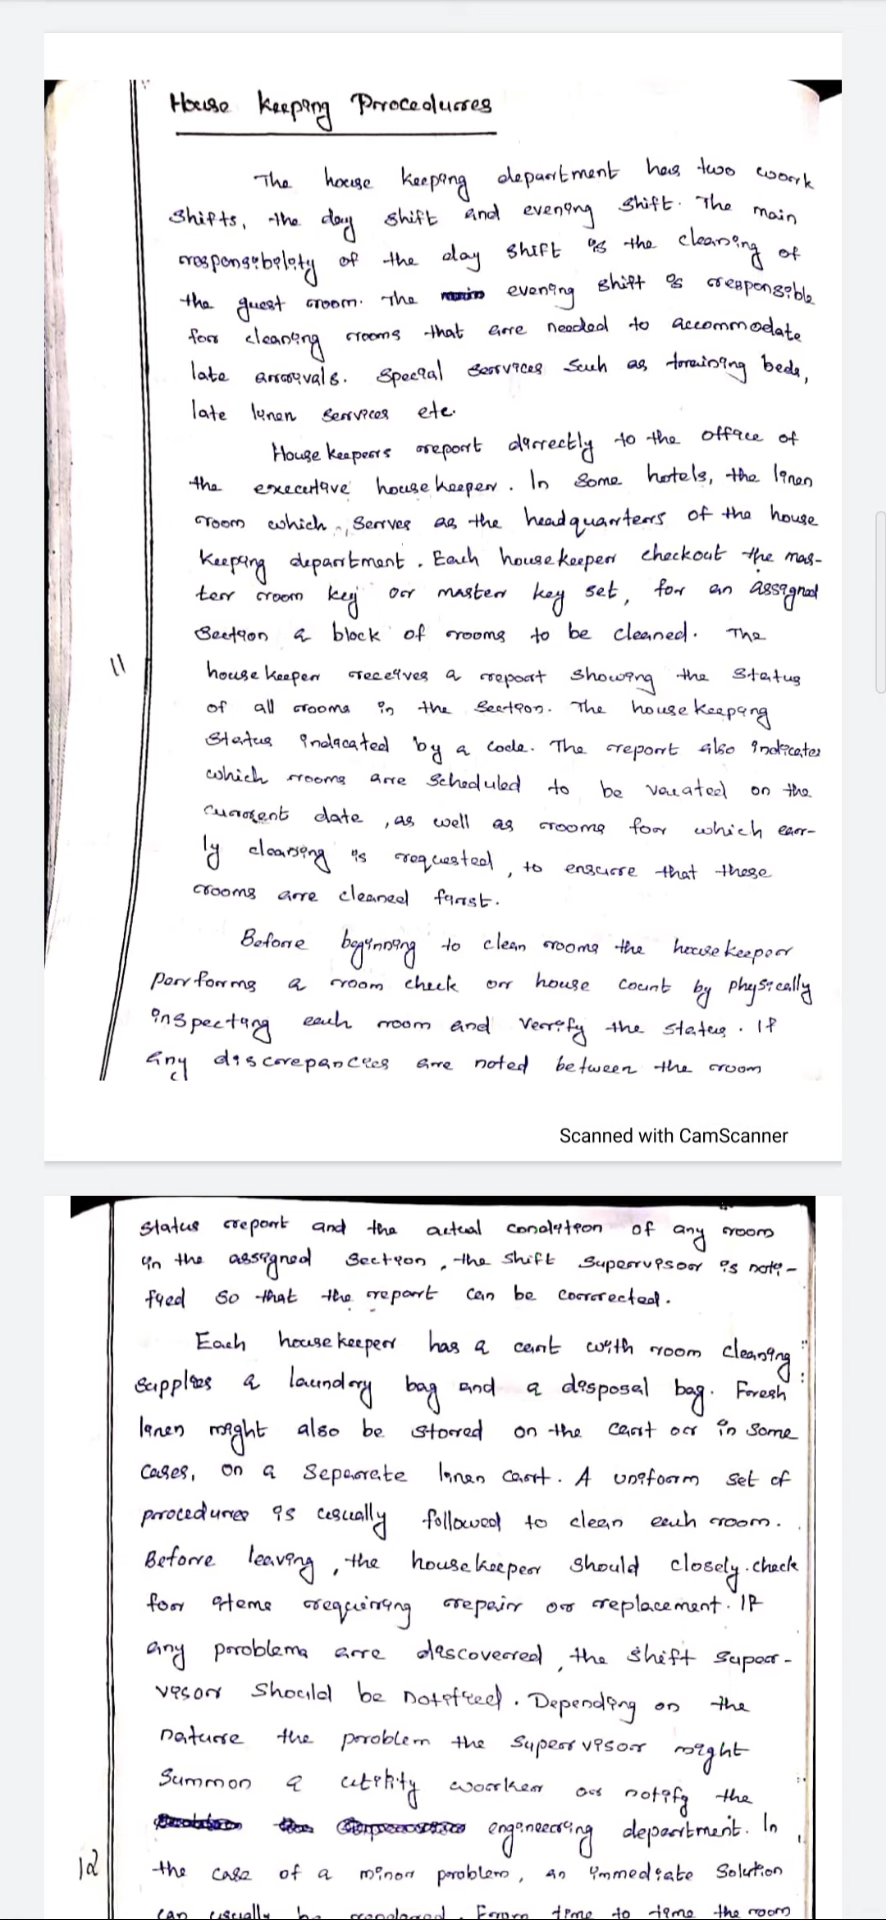 House Keeping Procedures
The house keeping department has two work
shifts, the day shift and evening shift. The main
responsibility of the day shift is the cleaning of
the guest room. The evening shift is responsible
for cleaning rooms that are needed to accommodate
late arrivals. Special services such as training beds,
late linen services etc.
House keepers report directly to the office of
the executive house keeper. In some hotels, the linen
room which serves as the headquarters of the house
keeping department. Each house keeper checkout the mas-
ter room key or master key set, for an assigned
section a block of rooms to be cleaned. The
11
house keeper receives a report showing the status
of all rooms in the section. The house keeping
status indicated by a code. The report also indicates
which rooms are scheduled to be vacated on the
current date, as well as rooms for which ear-
ly cleaning is requested, to ensure that these
rooms are cleaned first.
Before beginning to clean rooms the house keeper
performs a room check or house count by physically
inspecting each room and verify the status. If
any discrepancies are noted between the room
Scanned with CamScanner
status report and the actual condition of any room
in the assigned section, the shift supervisor is noti-
fied so that the report can be corrected.
Each house keeper has a cart with room cleaning
supplies a laundry bag and a disposal bag. Fresh
linen might also be stored on the cart or in some
cases, on a separate linen cart. A uniform set of
procedures is usually followed to clean each room.
Before leaving, the house keeper should closely check
for items requiring repair or replacement. If
any problems are discovered, the shift super-
visor should be notified. Depending on the
nature the problem the supervisor might
summon a utility worker or notify the
engineering department. In
12
the case of a minor problem, an immediate solution
can usually be From time to time the room